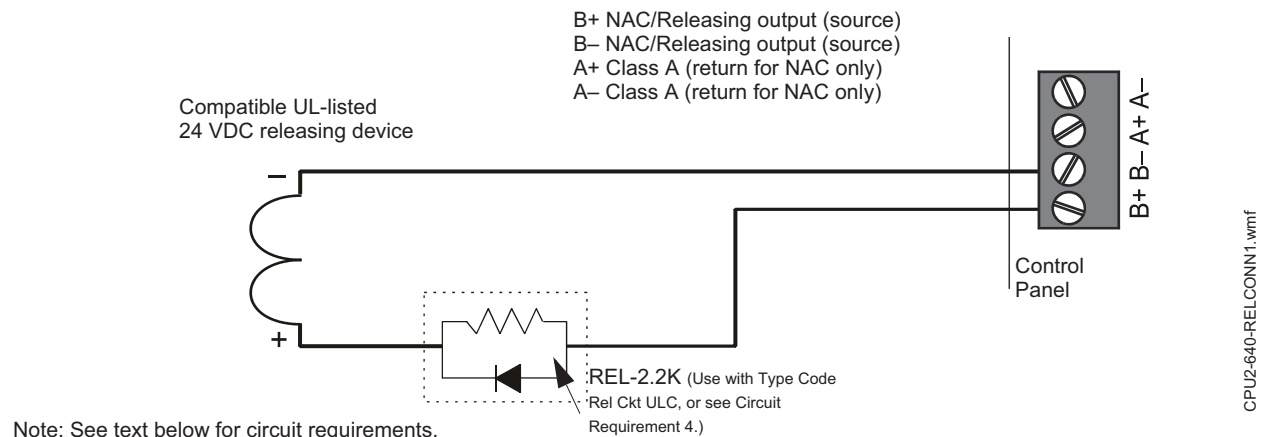 B+ NAC/Releasing output (source)
B– NAC/Releasing output (source)
A+ Class A (return for NAC only)
A– Class A (return for NAC only)
Compatible UL-listed
24 VDC releasing device
–
+
B+ B– A+ A–
Control
Panel
REL-2.2K (Use with Type Code
Rel Ckt ULC, or see Circuit
Requirement 4.)
Note: See text below for circuit requirements.
CPU2-640-RELCONN1.wmf